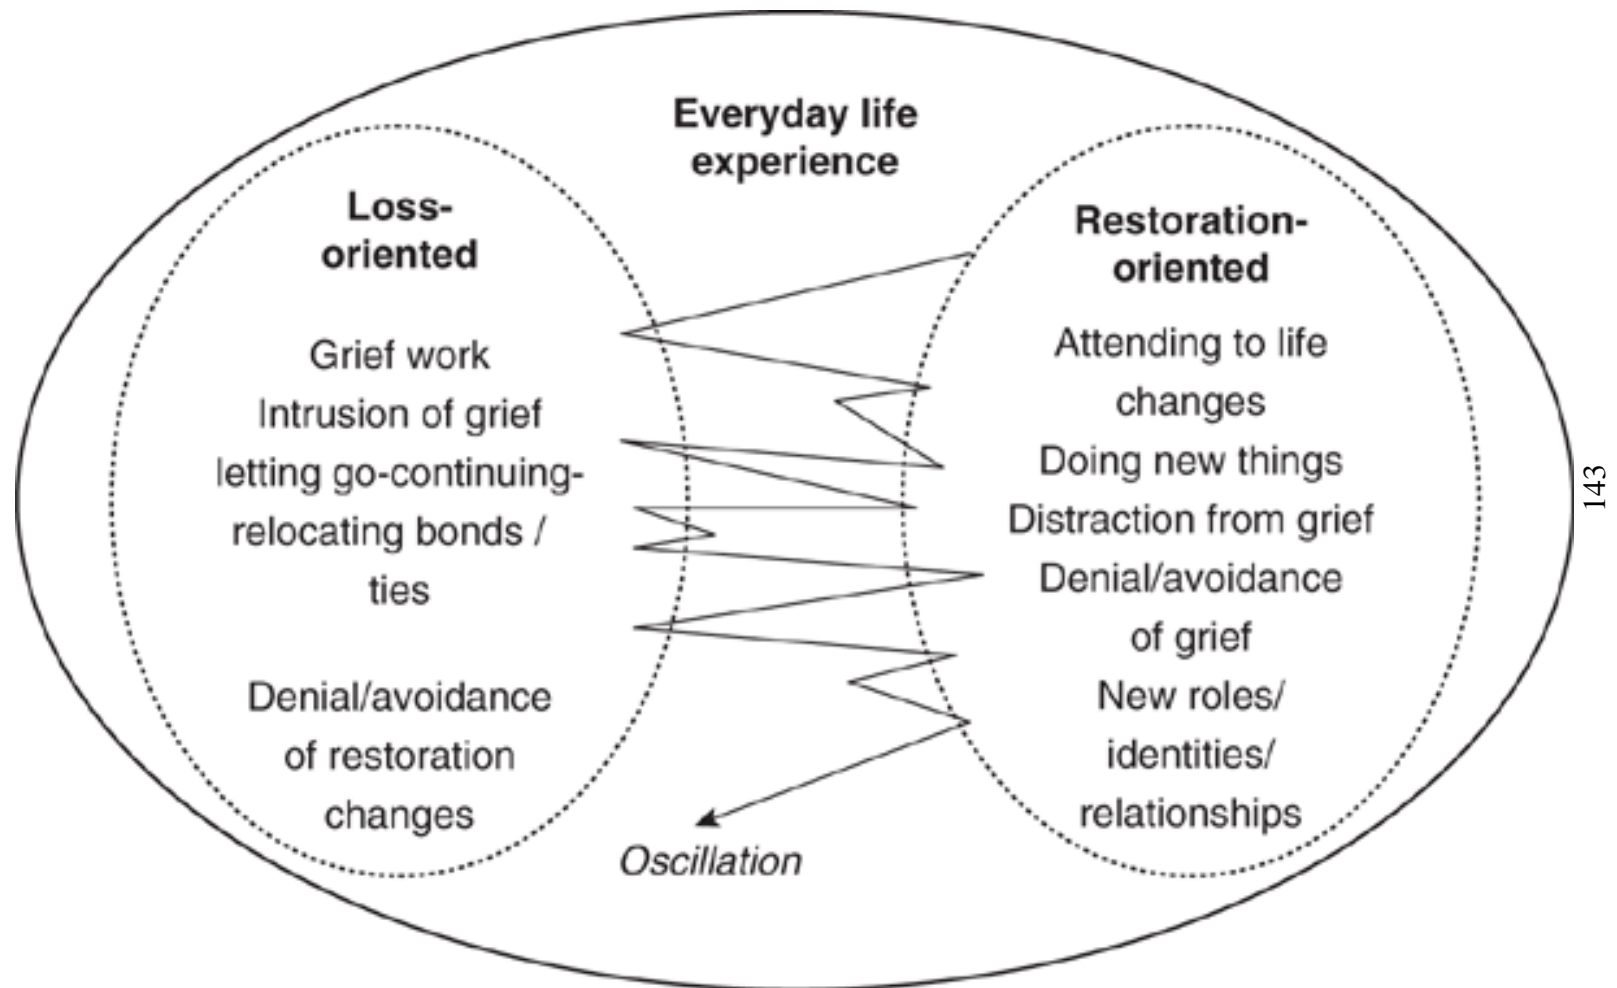 Everyday life
experience
Loss-
oriented
Grief work
Intrusion of grief
letting go-continuing-
relocating bonds /
ties
Denial/avoidance
of restoration
changes
Restoration-
oriented
Attending to life
changes
Doing new things
Distraction from grief
Denial/avoidance
of grief
New roles/
identities/
relationships
Oscillation
143